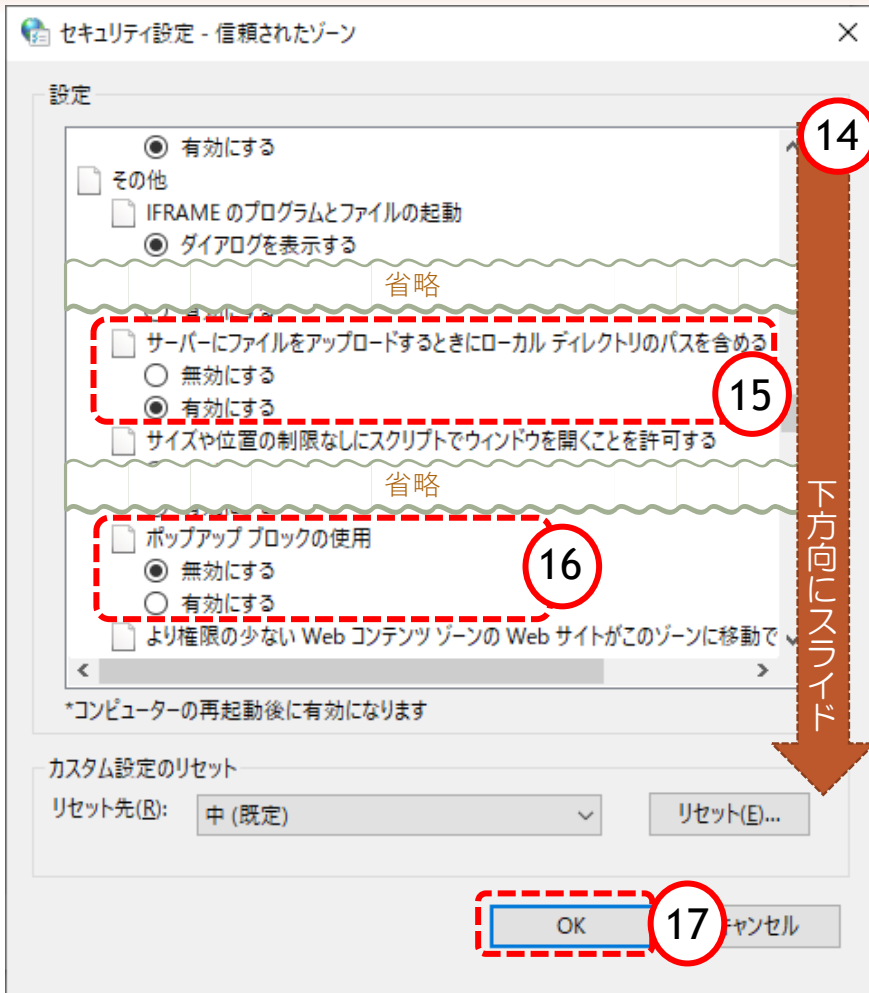 セキュリティ設定 - 信頼されたゾーン
設定
14
有効にする
その他
IFRAME のプログラムとファイルの起動
ダイアログを表示する
省略
サーバーにファイルをアップロードするときにローカル ディレクトリのパスを含める
無効にする
15
有効にする
サイズや位置の制限なしにスクリプトでウィンドウを開くことを許可する
省略
ポップアップ ブロックの使用
16
無効にする
有効にする
より権限の少ない Web コンテンツ ゾーンの Web サイトがこのゾーンに移動で
下方向にスライド
*コンピューターの再起動後に有効になります
カスタム設定のリセット
リセット先(R):
中 (既定)
リセット(E)...
OK
17
ャンセル